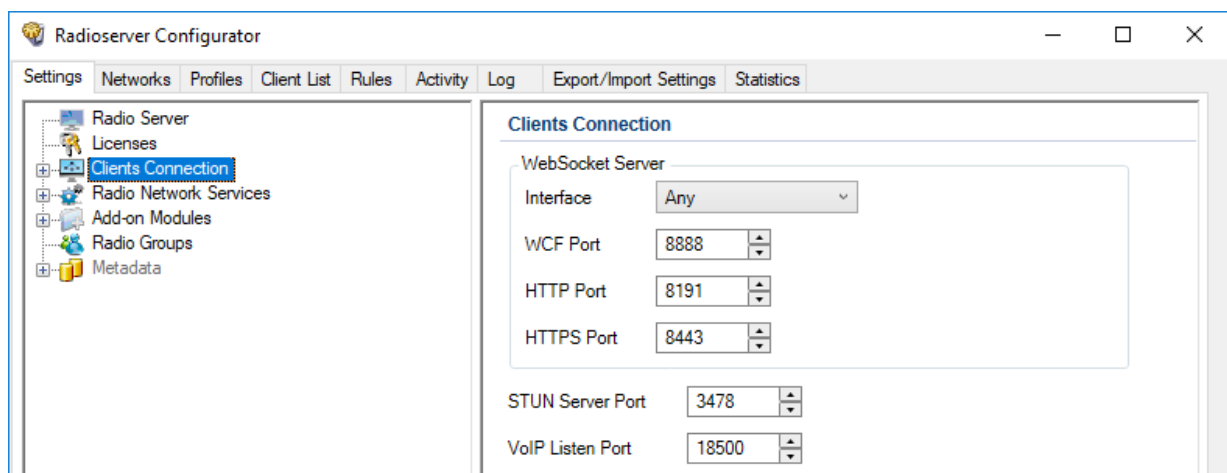 Radioserver Configurator
Settings Networks Profiles Client List Rules Activity Log Export/Import Settings Statistics
Radio Server
Licenses
Clients Connection
Radio Network Services
Add-on Modules
Radio Groups
Metadata
Clients Connection
WebSocket Server
Interface Any
WCF Port 8888
HTTP Port 8191
HTTPS Port 8443
STUN Server Port 3478
VoIP Listen Port 18500